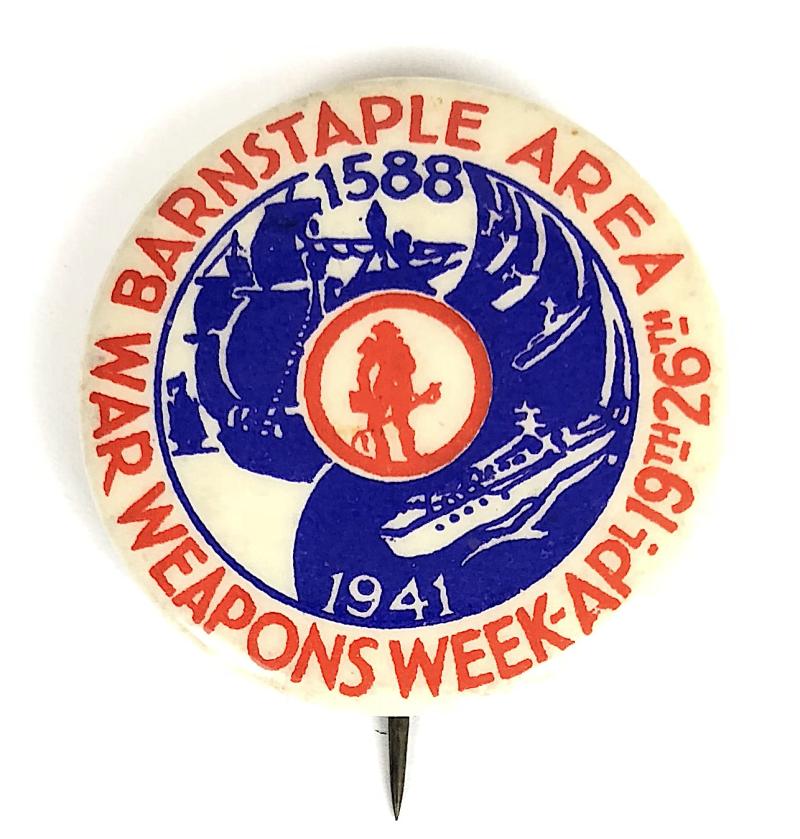 BARNSTAPLE AREA
WAR WEAPONS WEEK-APL. 19TH 26TH
1588
1941